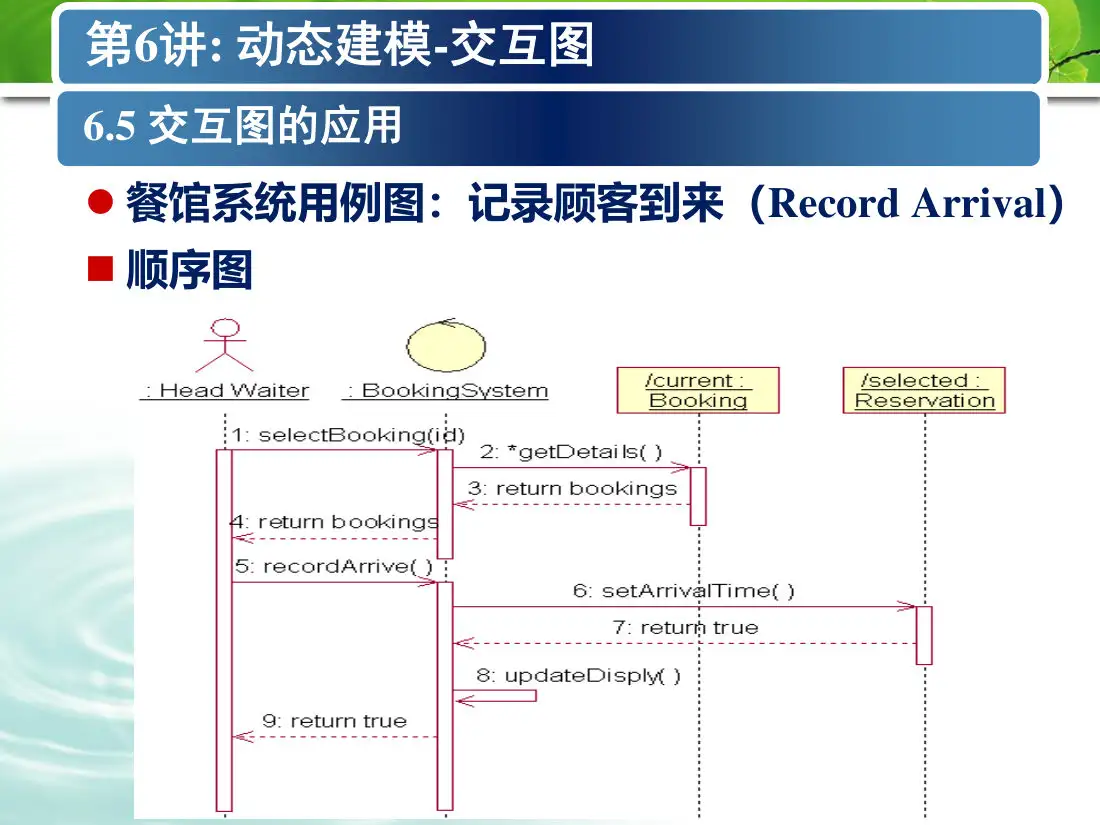 第6讲: 动态建模-交互图
6.5 交互图的应用
餐馆系统用例图：记录顾客到来（Record Arrival）
顺序图
: Head Waiter
: BookingSystem
/current :
Booking
/selected :
Reservation
1: selectBooking(id)
2: *getDetails( )
3: return bookings
4: return bookings
5: recordArrive( )
6: setArrivalTime( )
7: return true
8: updateDisply( )
9: return true